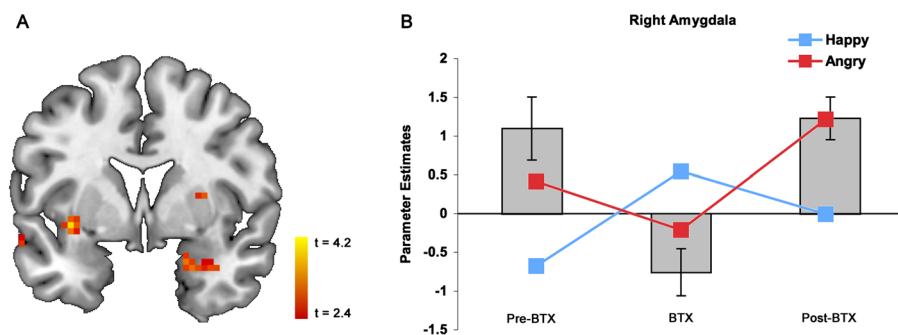 A
t = 4.2
t = 2.4
B
Right Amygdala
Happy
Angry
Parameter Estimates
2
1.5
1
0.5
0
-0.5
-1
-1.5
Pre-BTX
BTX
Post-BTX